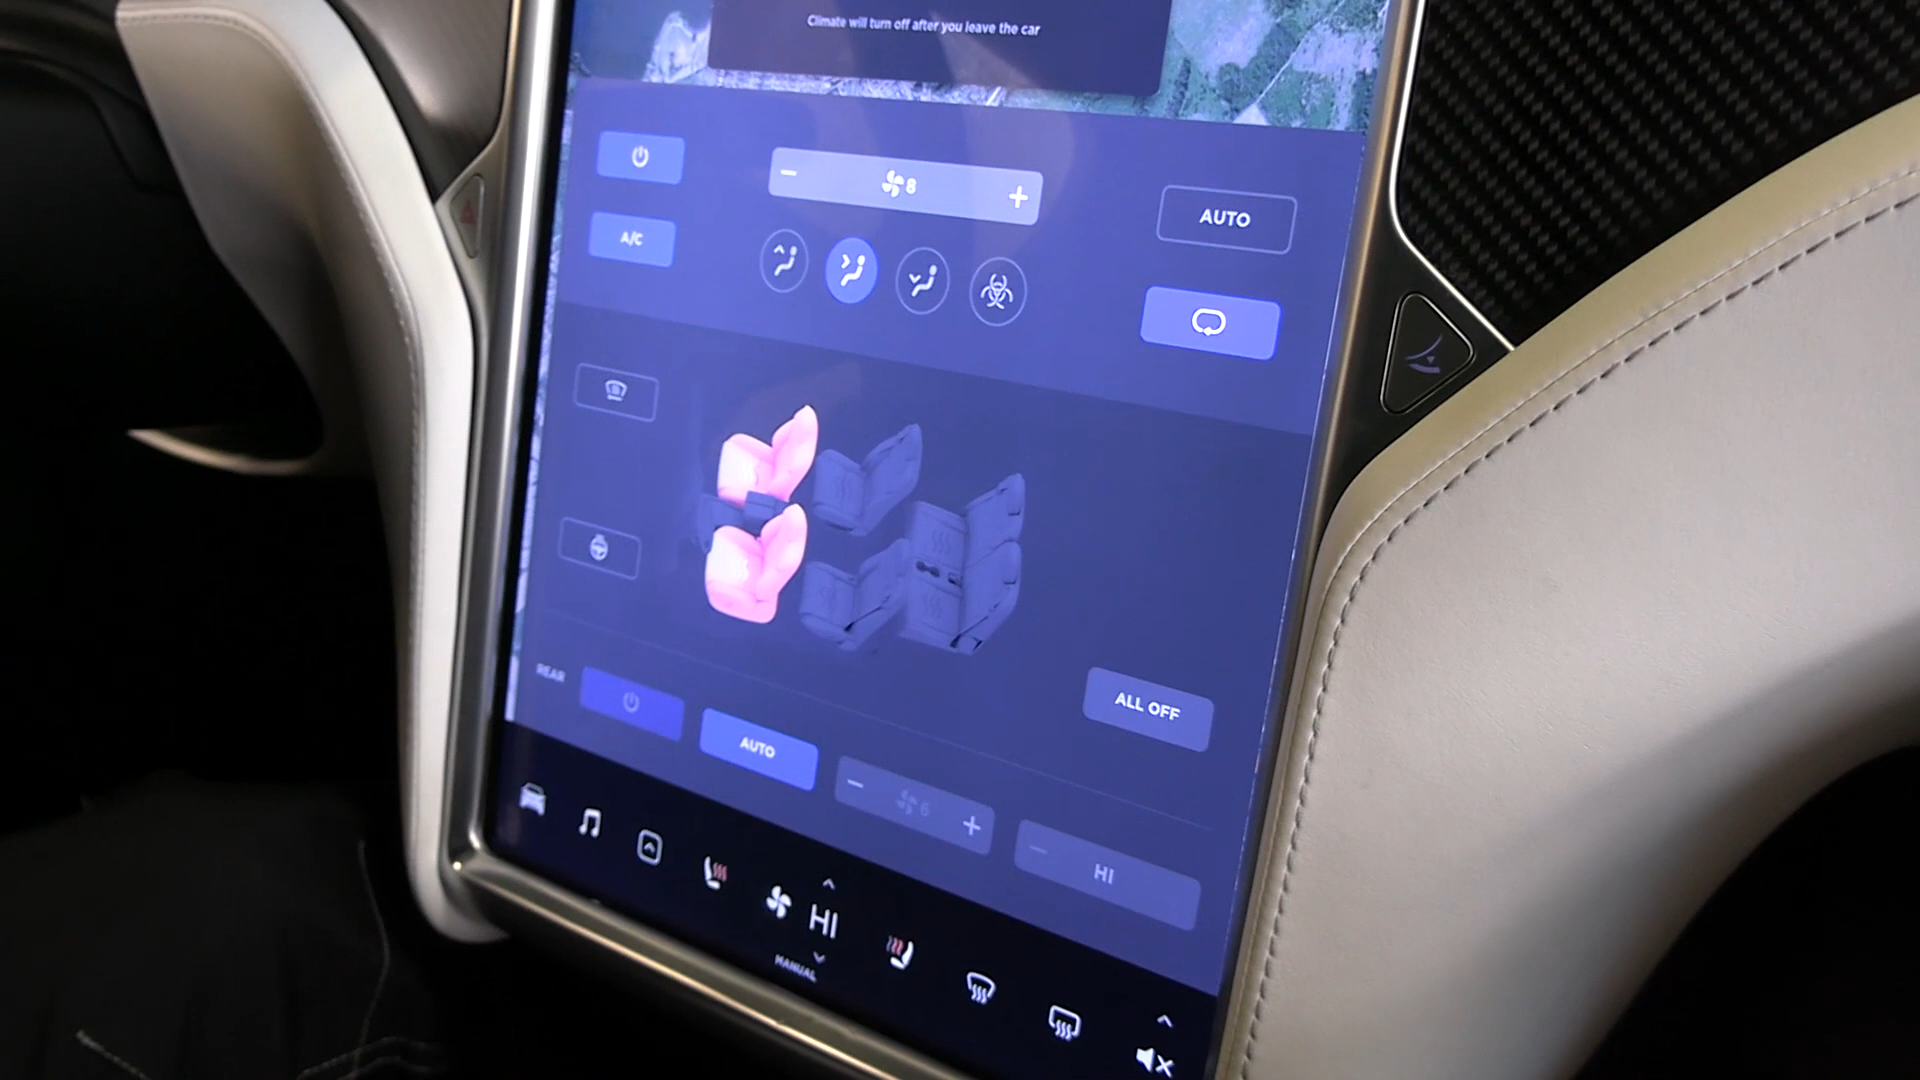 Climate will turn off after you leave the car
8
AUTO
A/C
ALL OFF
REAR
AUTO
6
HI
HI
MANUAL